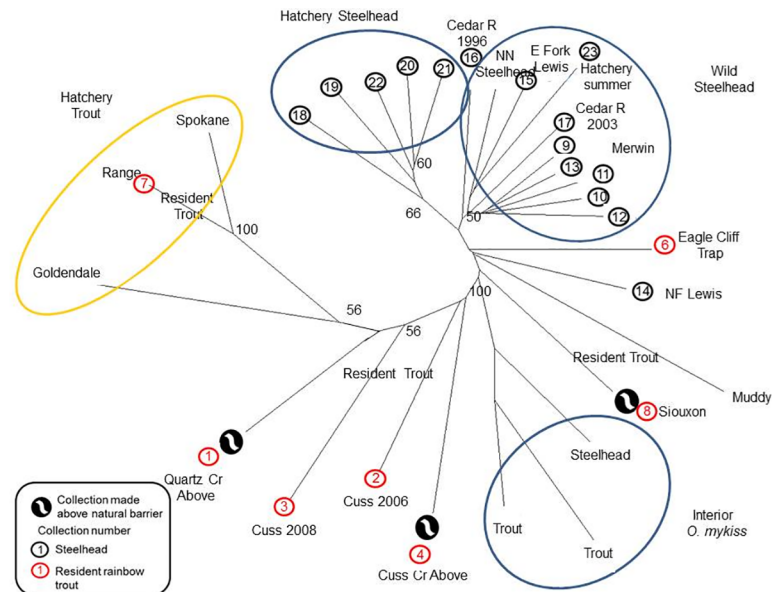 Hatchery Steelhead
Cedar R
1996
16
NN
Steelhead
E Fork
Lewis
15
23
Hatchery
summer
Wild
Steelhead
18
19
22
20
21
17
Cedar R
2003
9
Merwin
13
11
10
12
60
66
50
Hatchery
Trout
Spokane
Range
7
Resident
Trout
100
Goldendale
56
56
100
6
Eagle Cliff
Trap
14
NF Lewis
Resident Trout
Resident Trout
Muddy
8
Siouxon
1
Quartz Cr
Above
3
Cuss 2008
2
Cuss 2006
4
Cuss Cr Above
Steelhead
Trout
Trout
Interior
O. mykiss
Collection made
above natural barrier
Collection number
1 Steelhead
1 Resident rainbow
trout